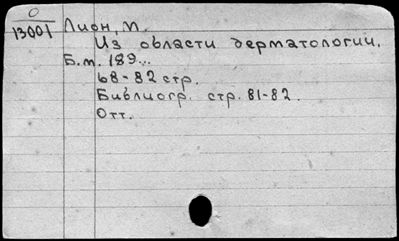 О
13001
Лион, М.
Из области дерматологии.
Б.м. 189...
68-82 стр.
Библиогр. стр. 81-82.
Отт.